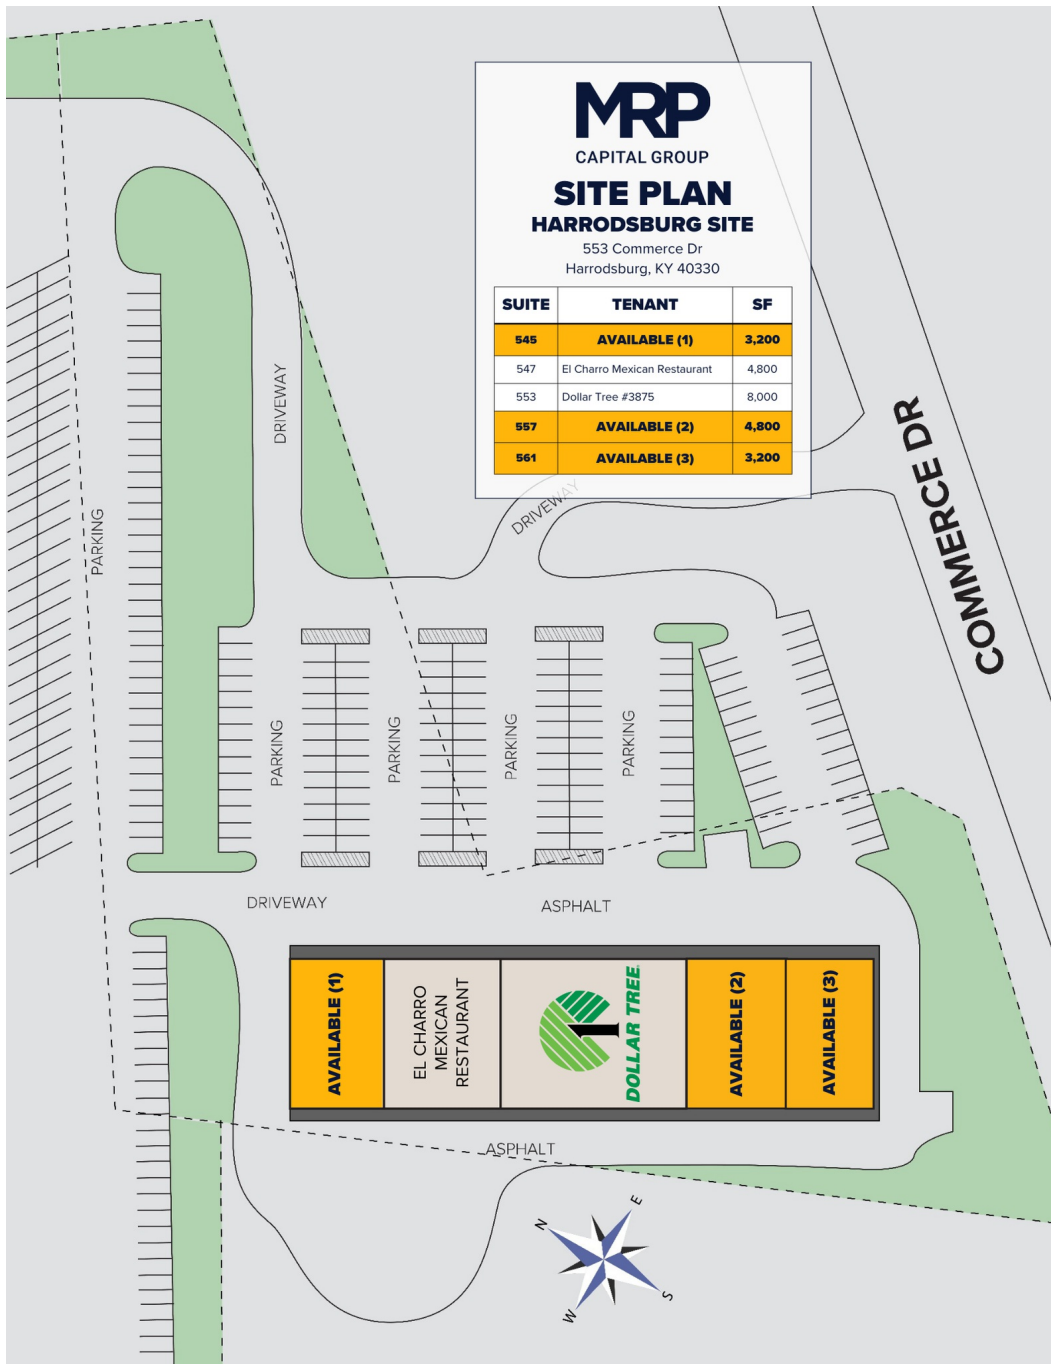 MRP
CAPITAL GROUP
SITE PLAN
HARRODSBURG SITE
553 Commerce Dr
Harrodsburg, KY 40330
SUITE TENANT SF
545 AVAILABLE (1) 3,200
547 El Charro Mexican Restaurant 4,800
553 Dollar Tree #3875 8,000
557 AVAILABLE (2) 4,800
561 AVAILABLE (3) 3,200
DRIVEWAY
DRIVEWAY
COMMERCE DR
PARKING
PARKING
PARKING
PARKING
PARKING
DRIVEWAY
ASPHALT
AVAILABLE (1)
EL CHARRO
MEXICAN
RESTAURANT
1
DOLLAR TREE
AVAILABLE (2)
AVAILABLE (3)
ASPHALT
N
E
W
S